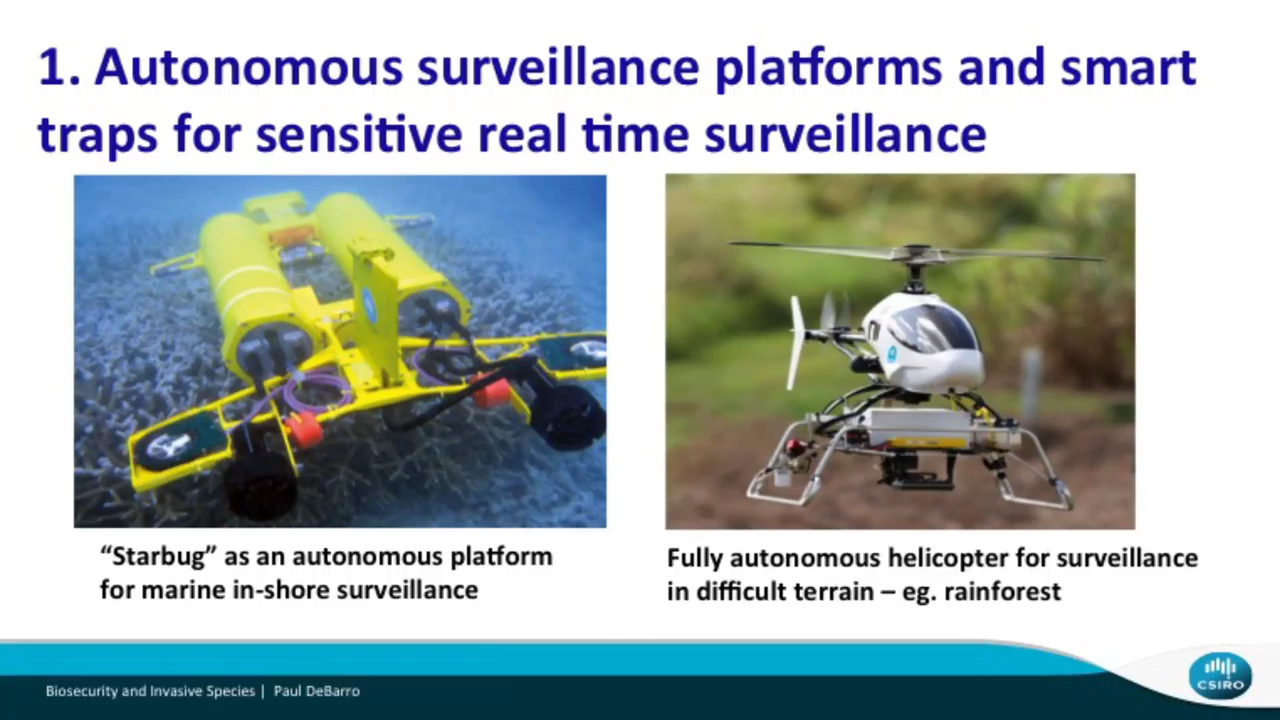 1. Autonomous surveillance platforms and smart
traps for sensitive real time surveillance
“Starbug” as an autonomous platform
for marine in-shore surveillance
Fully autonomous helicopter for surveillance
in difficult terrain – eg. rainforest
Biosecurity and Invasive Species | Paul DeBarro
CSIRO